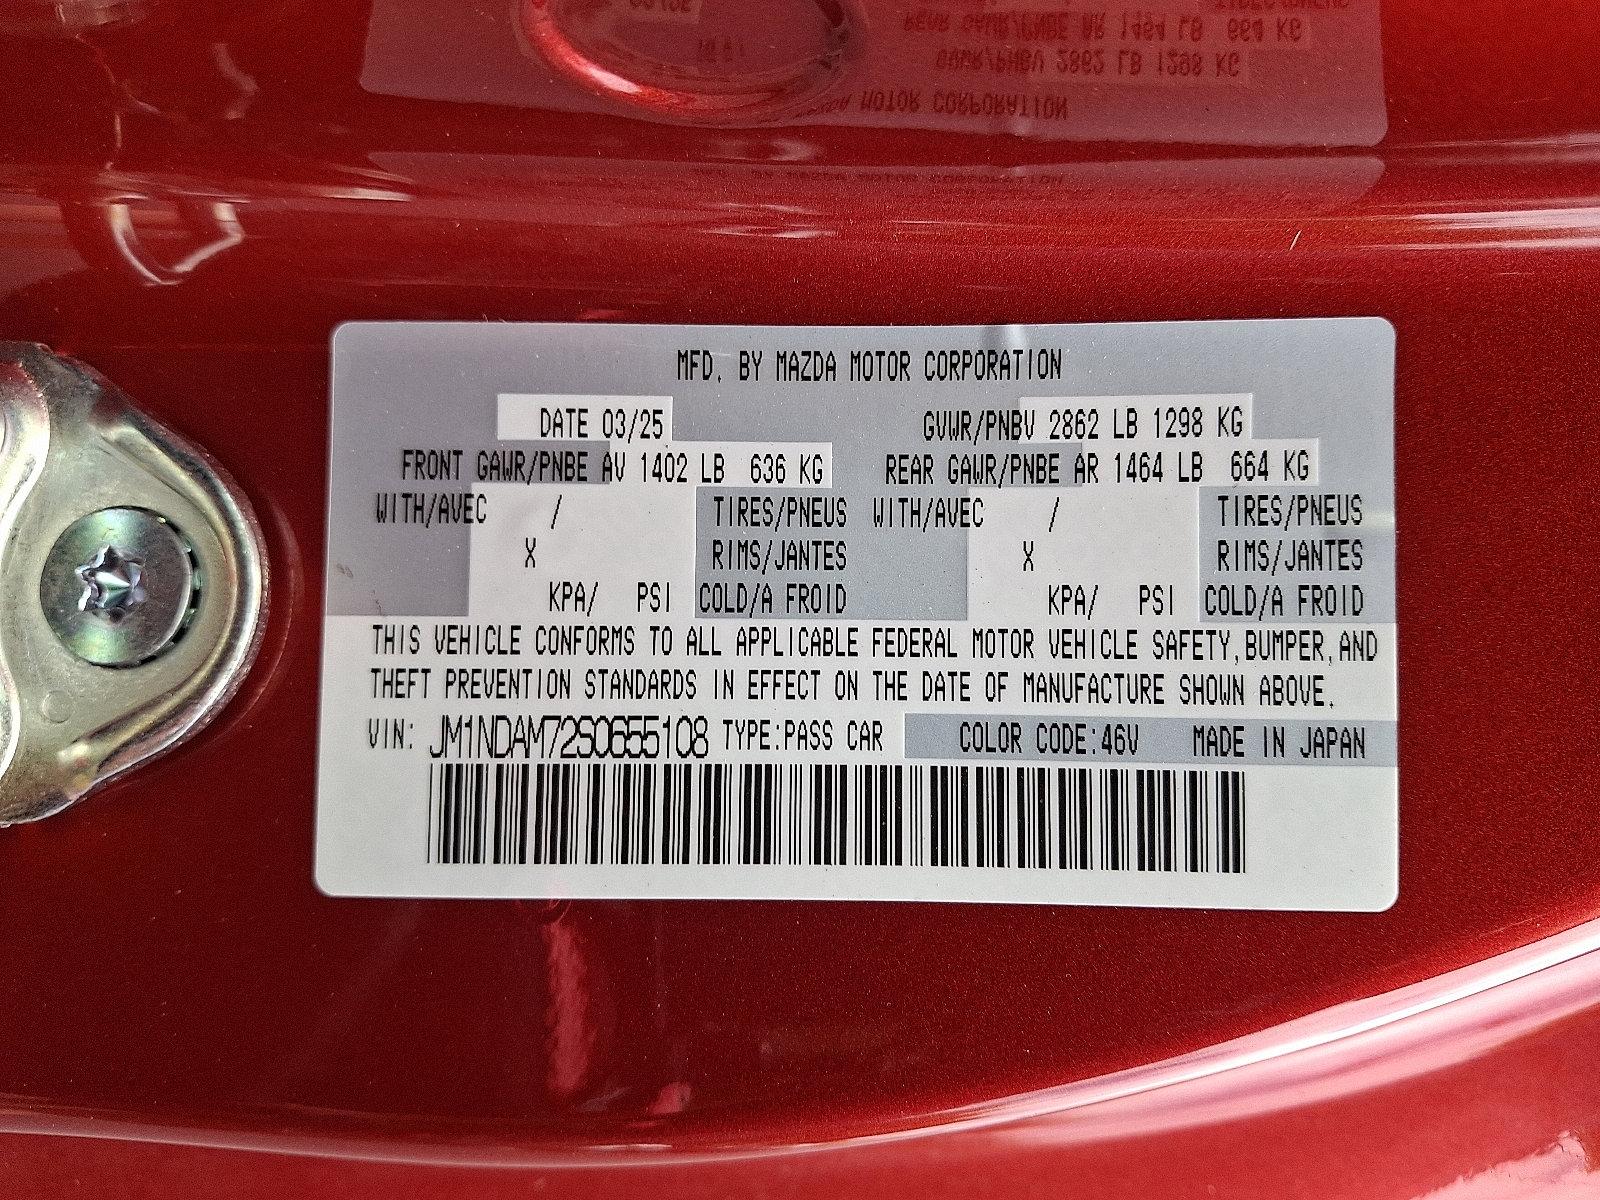 MFD. BY MAZDA MOTOR CORPORATION
DATE 03/25 GVWR/PNBV 2862 LB 1298 KG
FRONT GAWR/PNBE AV 1402 LB 636 KG REAR GAWR/PNBE AR 1464 LB 664 KG
WITH/AVEC / TIRES/PNEUS WITH/AVEC / TIRES/PNEUS
X RIMS/JANTES X RIMS/JANTES
KPA/ PSI COLD/A FROID KPA/ PSI COLD/A FROID
THIS VEHICLE CONFORMS TO ALL APPLICABLE FEDERAL MOTOR VEHICLE SAFETY, BUMPER, AND
THEFT PREVENTION STANDARDS IN EFFECT ON THE DATE OF MANUFACTURE SHOWN ABOVE.
VIN: JM1NDAM72S0655108 TYPE:PASS CAR COLOR CODE:46V MADE IN JAPAN